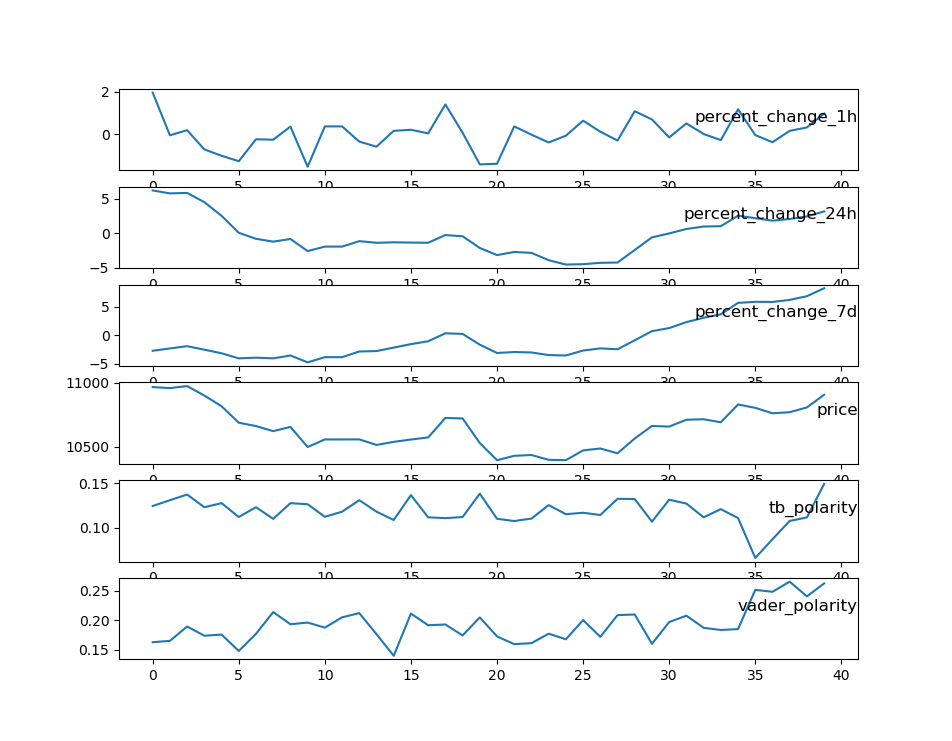 2
0
percent_change_1h
0 5 10 15 20 25 30 35 40
5
0
−5
percent_change_24h
0 5 10 15 20 25 30 35 40
5
0
−5
percent_change_7d
0 5 10 15 20 25 30 35 40
11000
10500
price
0 5 10 15 20 25 30 35 40
0.15
0.10
tb_polarity
0 5 10 15 20 25 30 35 40
0.25
0.20
0.15
vader_polarity
0 5 10 15 20 25 30 35 40